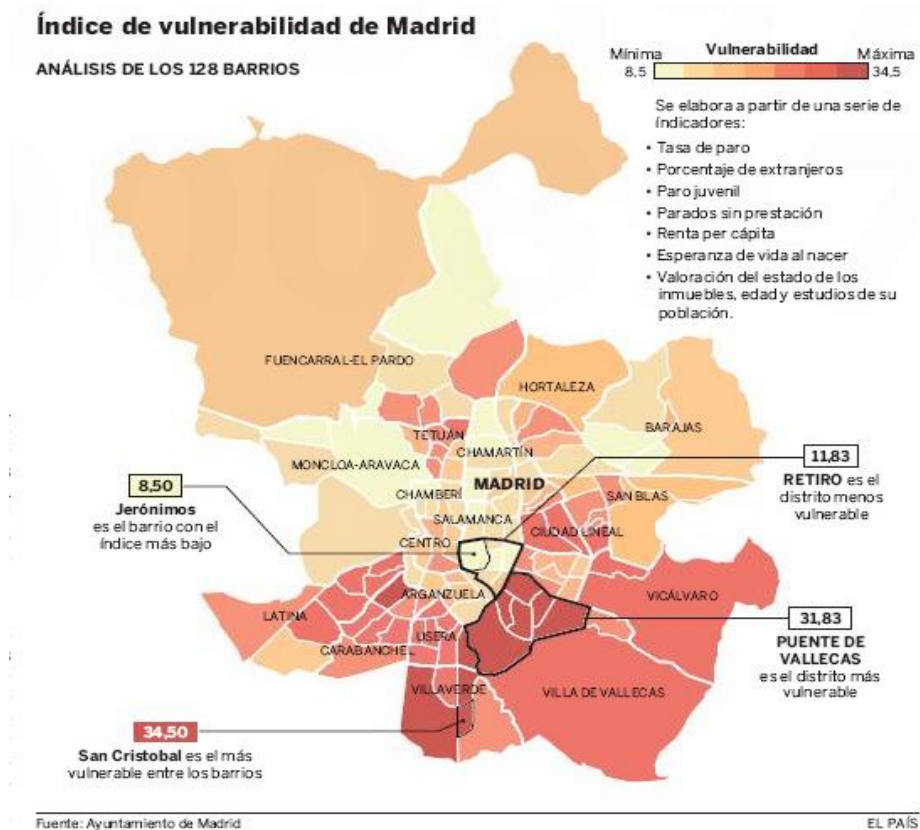 Índice de vulnerabilidad de Madrid
ANÁLISIS DE LOS 128 BARRIOS
Vulnerabilidad
Mínima
8,5
Máxima
34,5
Se elabora a partir de una serie de
índicadores:
• Tasa de paro
• Porcentaje de extranjeros
• Paro juvenil
• Parados sin prestación
• Renta per cápita
• Esperanza de vida al nacer
• Valoración del estado de los
inmuebles, edad y estudios de su
población.
FUENCARRAL-EL PARDO
HORTALEZA
BARAJAS
TETUÁN
CHAMARTÍN
MONCLOA-ARAVACA
MADRID
CHAMBERÍ
SAN BLAS
SALAMANCA
CIUDAD LINEAL
CENTRO
ARGANZUELA
VICÁLVARO
LATINA
USERA
CARABANCHEL
VILLAVERDE
VILLA DE VALLECAS
11,83
RETIRO es el
distrito menos
vulnerable
8,50
Jerónimos
es el barrio con el
índice más bajo
31,83
PUENTE DE
VALLECAS
es el distrito más
vulnerable
34,50
San Cristobal es el más
vulnerable entre los barrios
Fuente: Ayuntamiento de Madrid
EL PAÍS